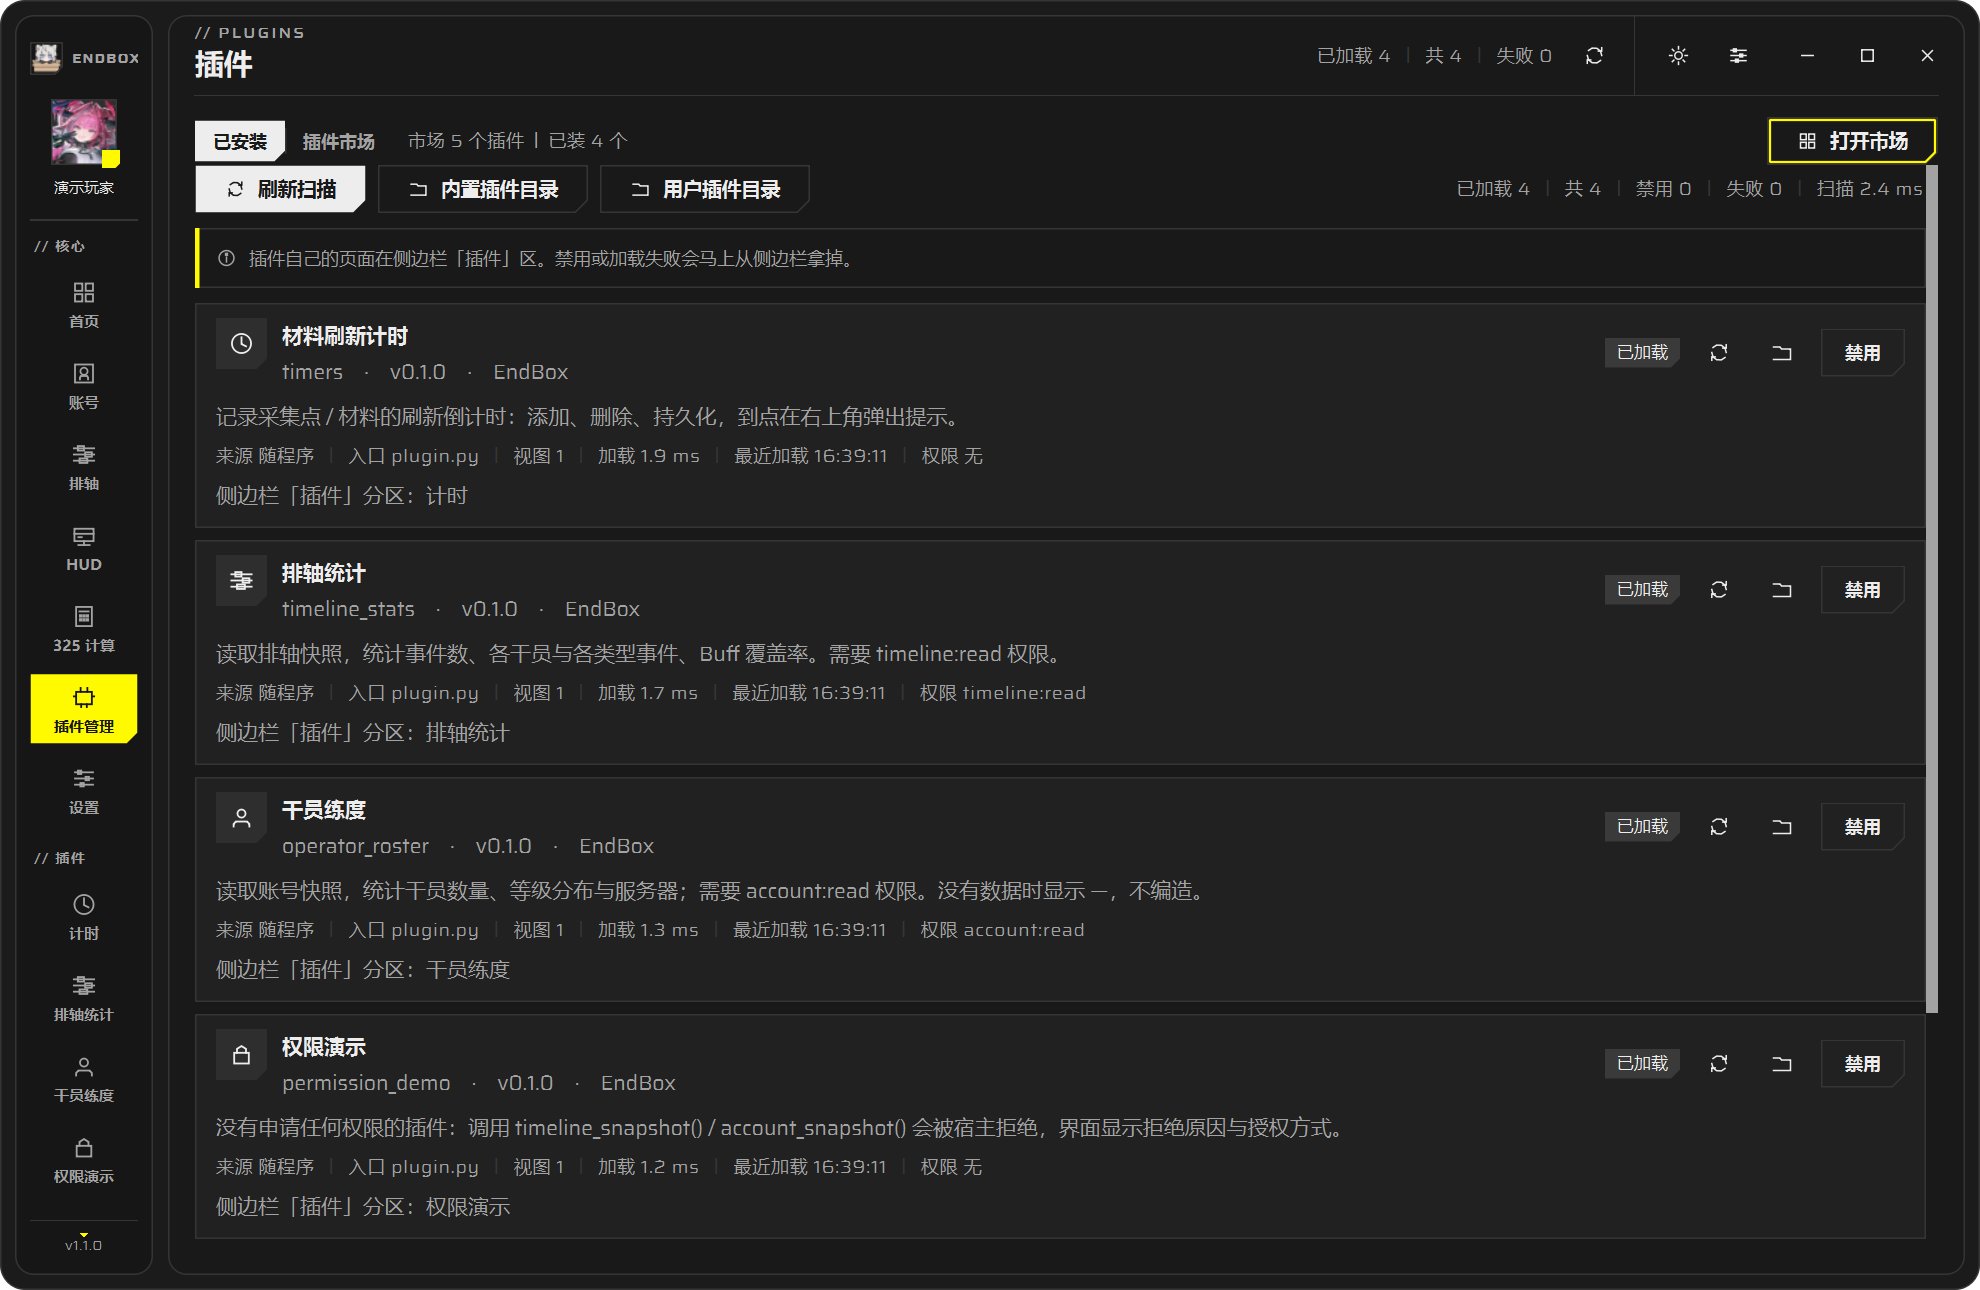 ENDBOX
演示玩家
// 核心
首页
账号
排轴
HUD
325 计算
插件管理
设置
// 插件
计时
排轴统计
干员练度
权限演示
v1.1.0
// PLUGINS
插件
已加载 4 | 共 4 | 失败 0
已安装 插件市场 市场 5 个插件 | 已装 4 个
打开市场
刷新扫描 内置插件目录 用户插件目录
已加载 4 | 共 4 | 禁用 0 | 失败 0 | 扫描 2.4 ms
插件自己的页面在侧边栏「插件」区。禁用或加载失败会马上从侧边栏拿掉。
材料刷新计时
timers · v0.1.0 · EndBox
已加载 禁用
记录采集点 / 材料的刷新倒计时：添加、删除、持久化，到点在右上角弹出提示。
来源 随程序 | 入口 plugin.py | 视图 1 | 加载 1.9 ms | 最近加载 16:39:11 | 权限 无
侧边栏「插件」分区：计时
排轴统计
timeline_stats · v0.1.0 · EndBox
已加载 禁用
读取排轴快照，统计事件数、各干员与各类型事件、Buff 覆盖率。需要 timeline:read 权限。
来源 随程序 | 入口 plugin.py | 视图 1 | 加载 1.7 ms | 最近加载 16:39:11 | 权限 timeline:read
侧边栏「插件」分区：排轴统计
干员练度
operator_roster · v0.1.0 · EndBox
已加载 禁用
读取账号快照，统计干员数量、等级分布与服务器；需要 account:read 权限。没有数据时显示 —，不编造。
来源 随程序 | 入口 plugin.py | 视图 1 | 加载 1.3 ms | 最近加载 16:39:11 | 权限 account:read
侧边栏「插件」分区：干员练度
权限演示
permission_demo · v0.1.0 · EndBox
已加载 禁用
没有申请任何权限的插件：调用 timeline_snapshot() / account_snapshot() 会被宿主拒绝，界面显示拒绝原因与授权方式。
来源 随程序 | 入口 plugin.py | 视图 1 | 加载 1.2 ms | 最近加载 16:39:11 | 权限 无
侧边栏「插件」分区：权限演示